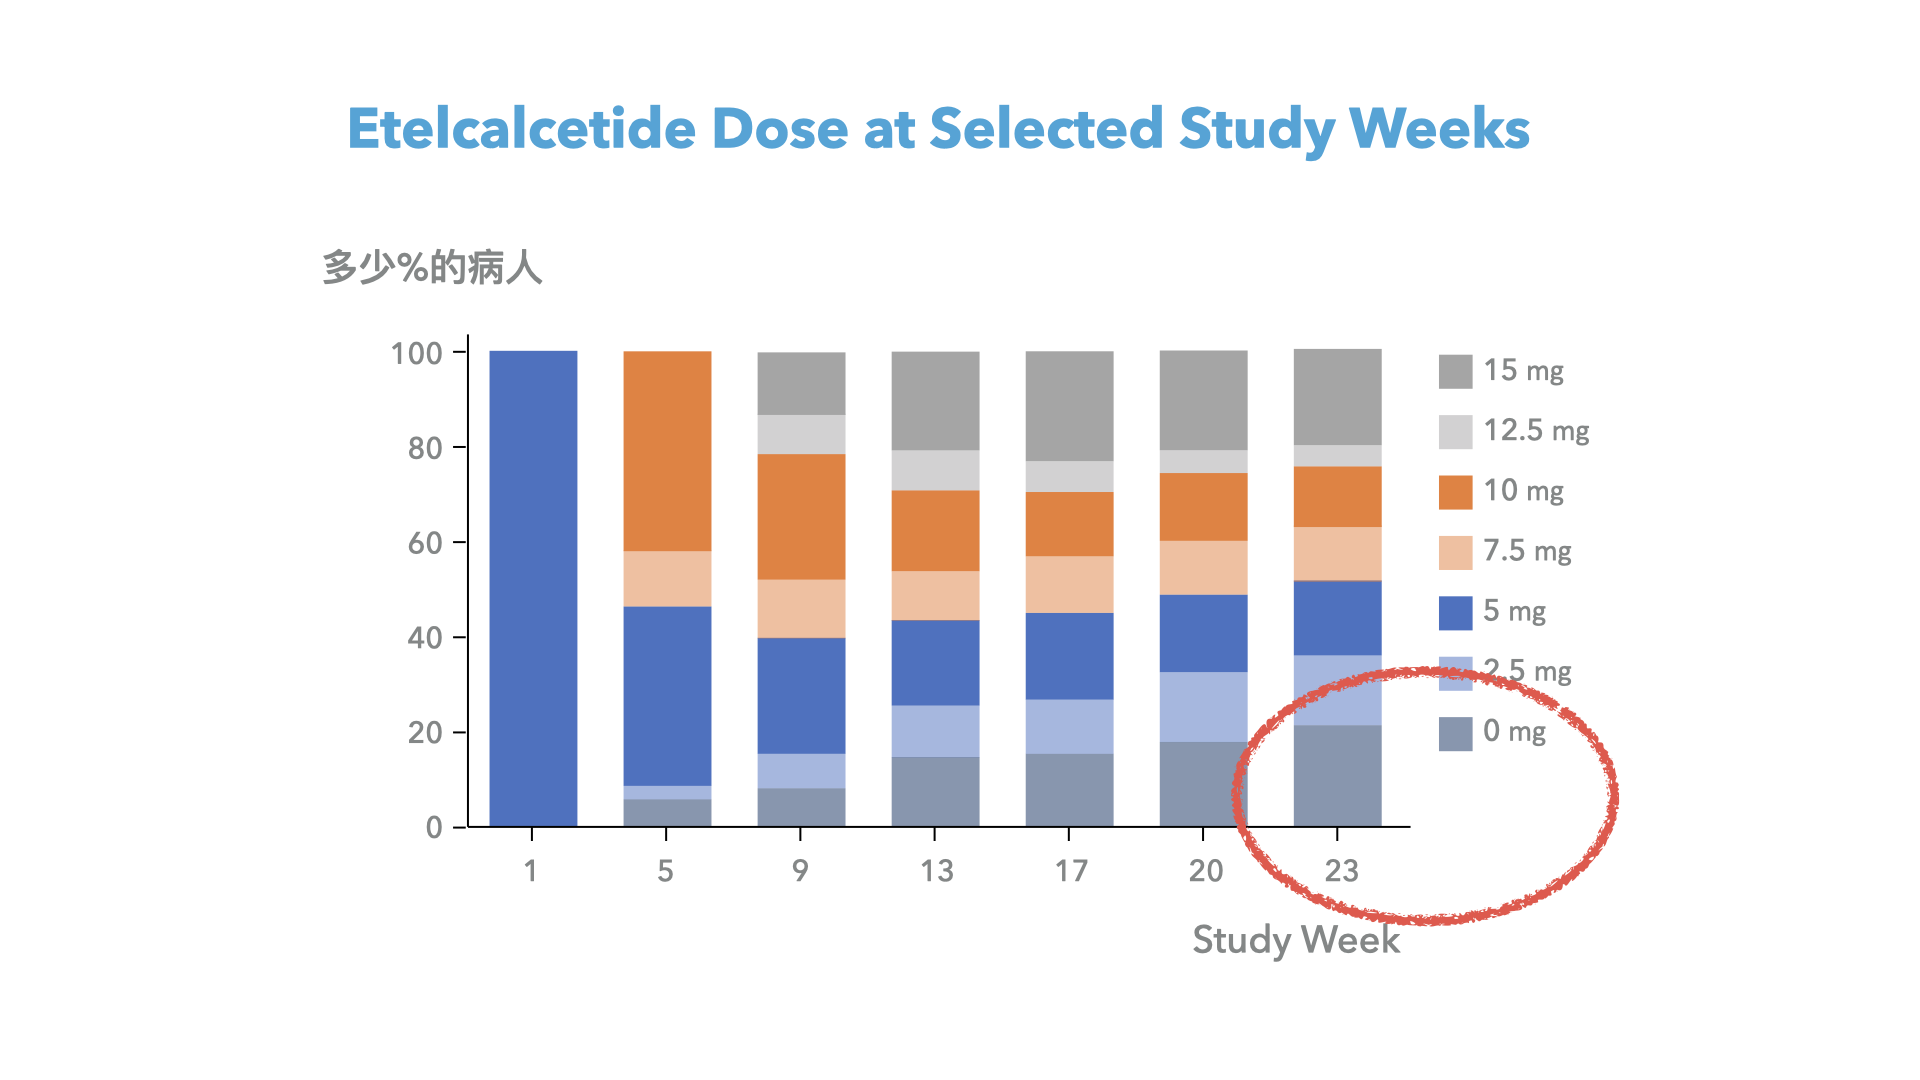 Etelcalcetide Dose at Selected Study Weeks
多少%的病人
100
80
60
40
20
0
1 5 9 13 17 20 23
Study Week
15 mg
12.5 mg
10 mg
7.5 mg
5 mg
2.5 mg
0 mg